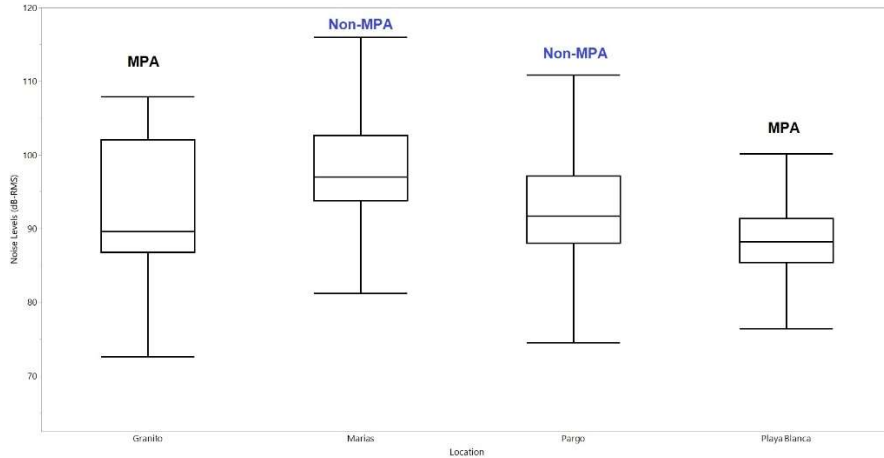 120
Non-MPA
MPA
Non-MPA
MPA
110
100
90
80
70
Noise Levels (dB-RMS)
Granilo
Marias
Pargo
Playa Blanca
Location